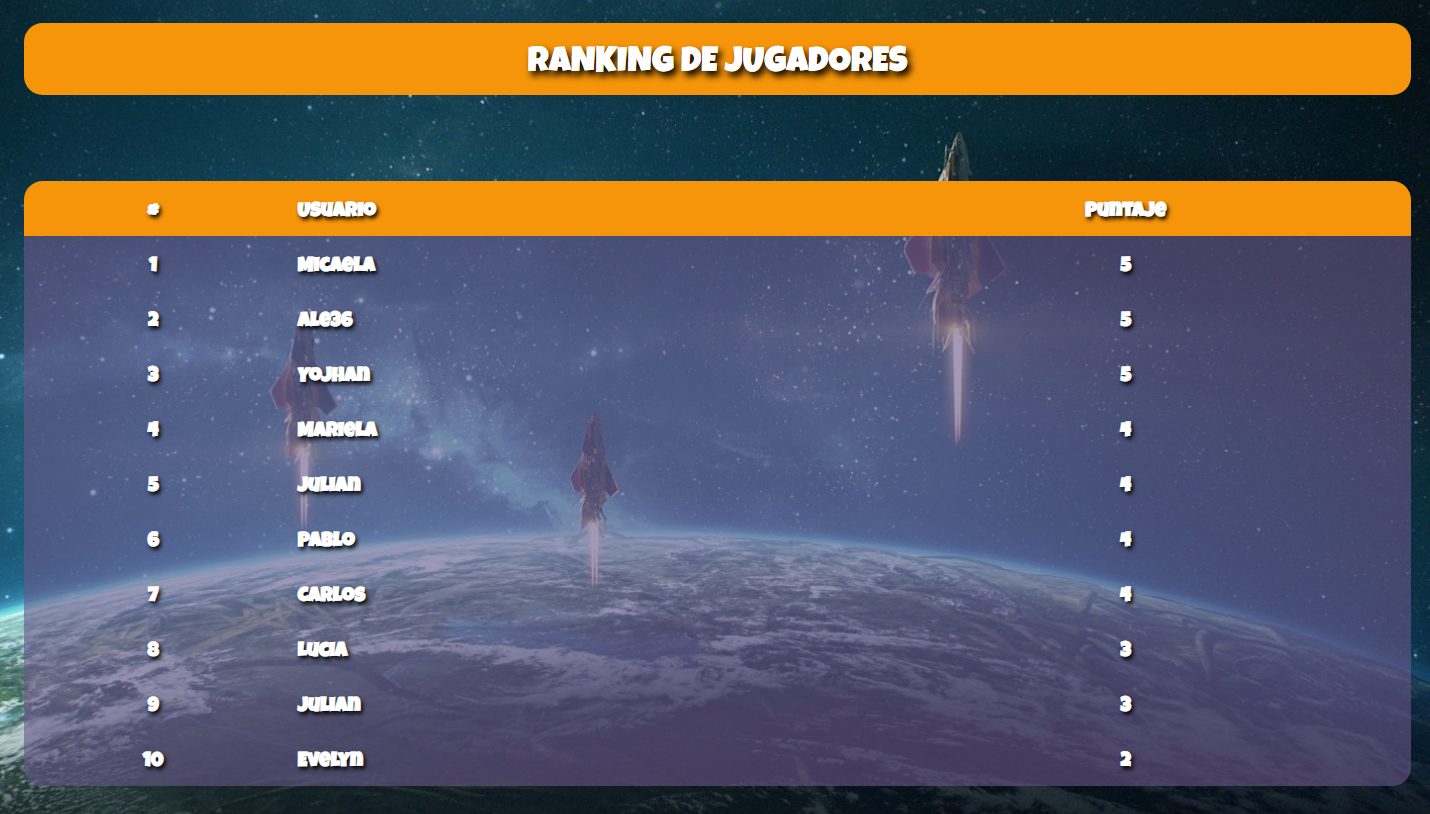 RANKING DE JUGADORES
# Usuario Puntaje
1 Micaela 5
2 Ale36 5
3 Yojhan 5
4 Mariela 4
5 Julian 4
6 Pablo 4
7 Carlos 4
8 Lucia 3
9 Julian 3
10 Evelyn 2